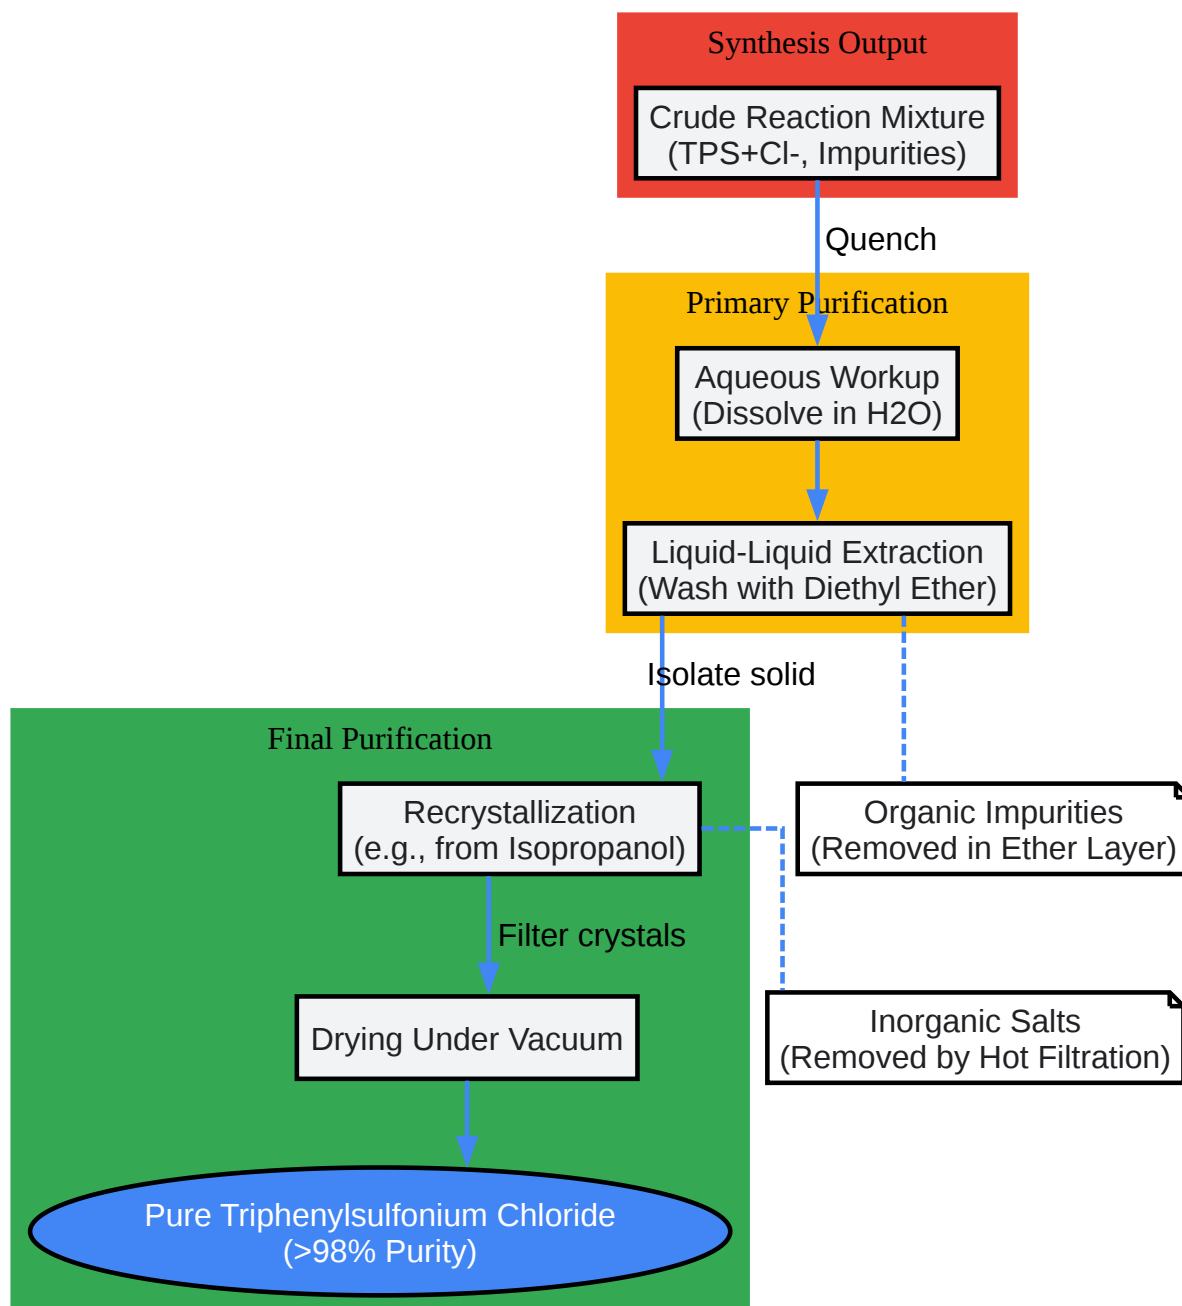 Synthesis Output
Crude Reaction Mixture
(TPS+Cl-, Impurities)
Quench
Primary Purification
Aqueous Workup
(Dissolve in H2O)
Liquid-Liquid Extraction
(Wash with Diethyl Ether)
Isolate solid
Final Purification
Recrystallization
(e.g., from Isopropanol)
Organic Impurities
(Removed in Ether Layer)
Filter crystals
Inorganic Salts
(Removed by Hot Filtration)
Drying Under Vacuum
Pure Triphenylsulfonium Chloride
(>98% Purity)